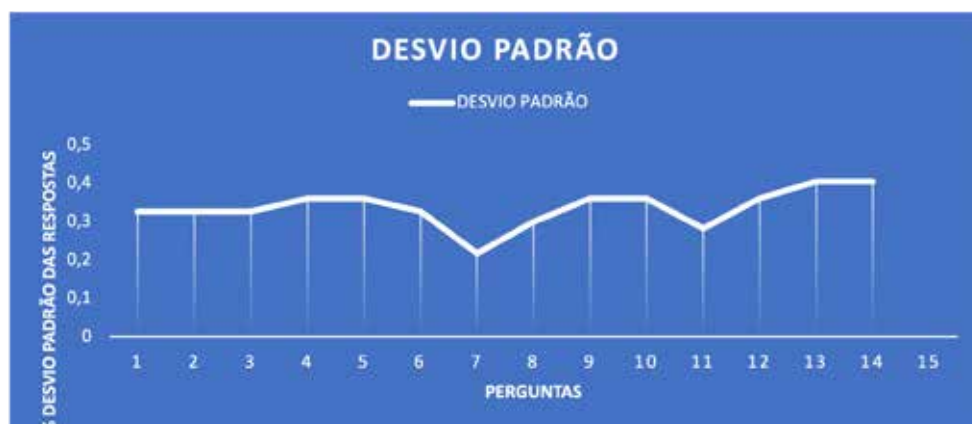 DESVIO PADRÃO
DESVIO PADRÃO
DESVIO PADRÃO DAS RESPOSTAS
0,5
0,4
0,3
0,2
0,1
0
1 2 3 4 5 6 7 8 9 10 11 12 13 14 15
PERGUNTAS